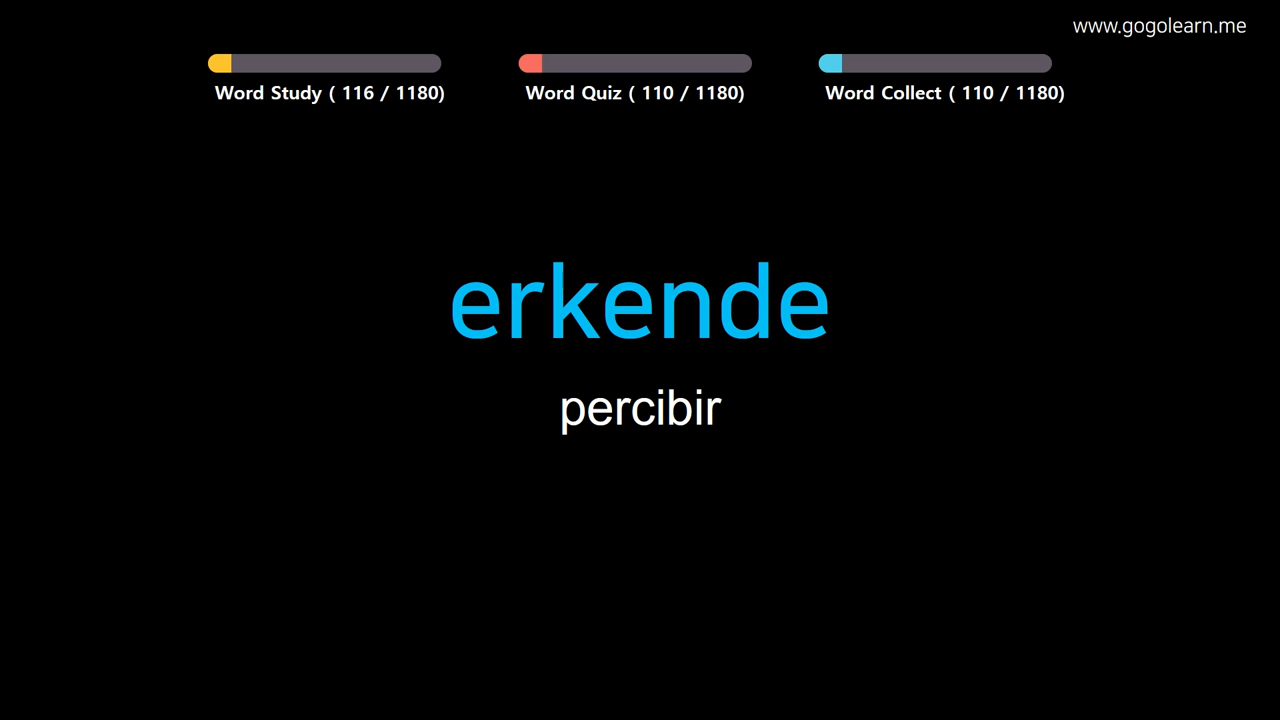 www.gogolearn.me
Word Study ( 116 / 1180)
Word Quiz ( 110 / 1180)
Word Collect ( 110 / 1180)
erkende
percibir